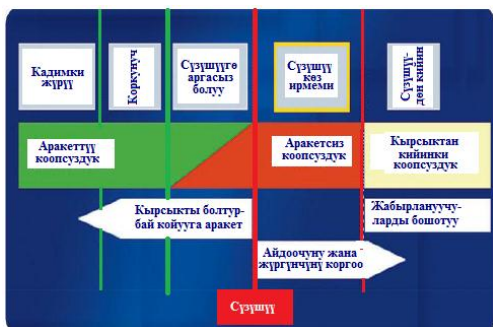 Кадимки
жүрүү
Коркунуч
Сүзүшүүгө
аргасыз
болуу
Сүзүшүү
көз
ирмеми
Сүзүшүү-
дөн кийин
Аракеттүү
коопсуздук
Аракетсиз
коопсуздук
Кырсыктан
кийинки
коопсуздук
Кырсыкты болтур-
бай койууга аракет
Жабырлануучу-
ларды бошотуу
Айдоочуну жана
жүргүнчүнү коргоо
Сүзүшүү